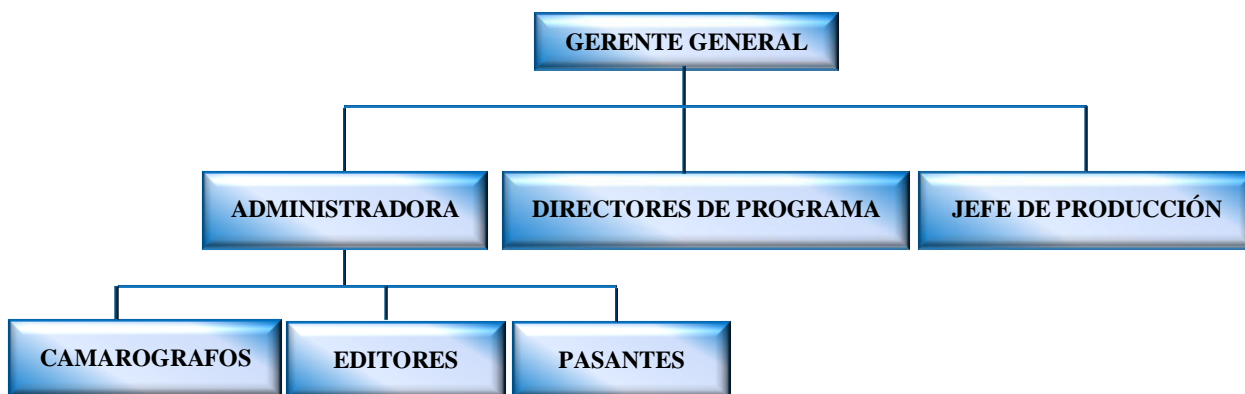 GERENTE GENERAL
ADMINISTRADORA
DIRECTORES DE PROGRAMA
JEFE DE PRODUCCIÓN
CAMAROGRAFOS
EDITORES
PASANTES